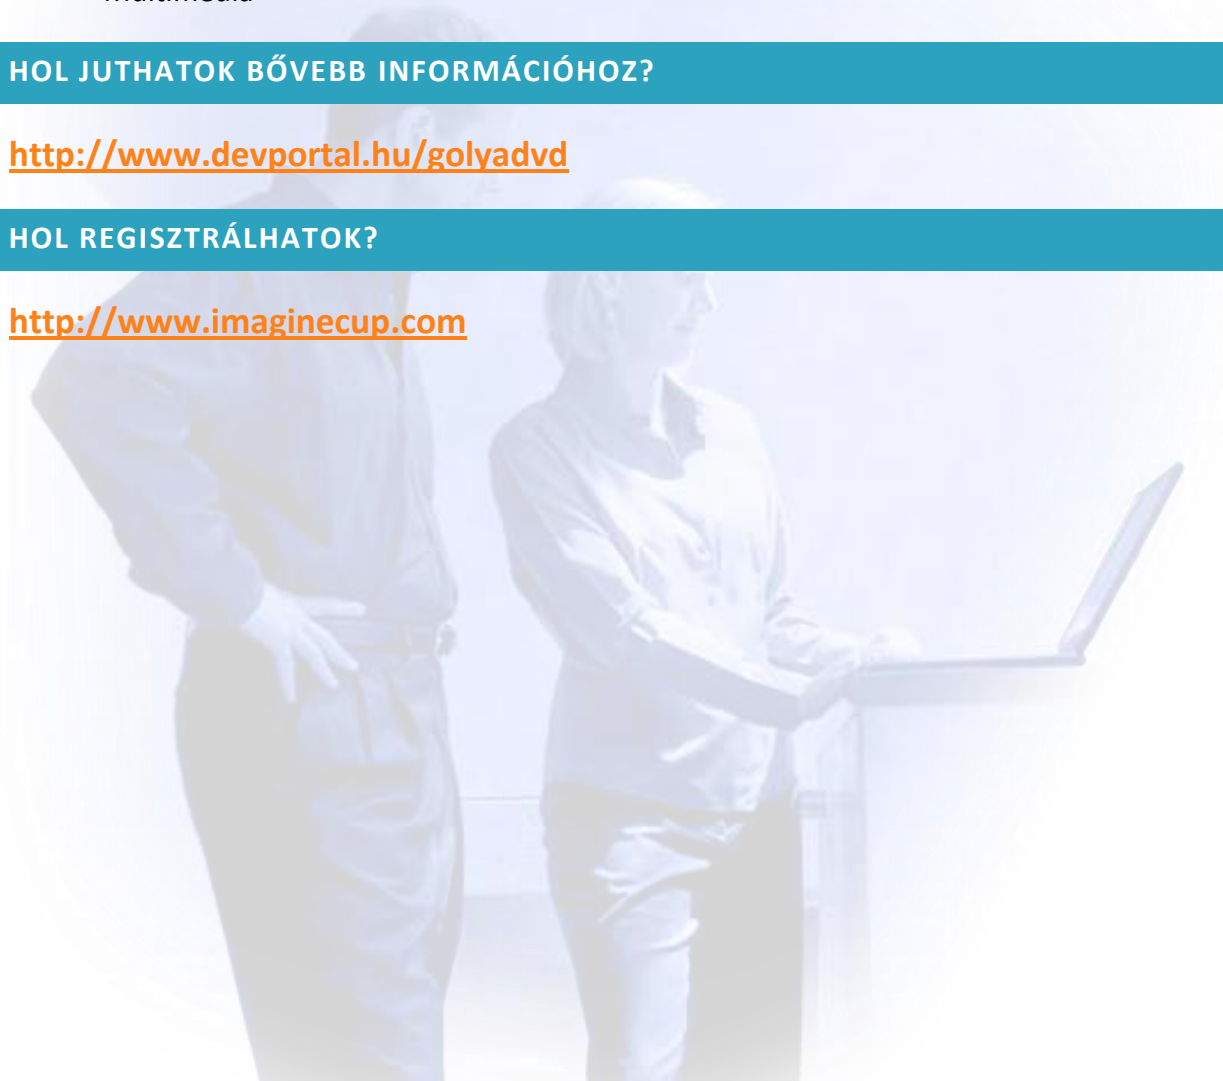 HOL JUTHATOK BŐVEBB INFORMÁCIÓHOZ?
http://www.devportal.hu/golyadvd
HOL REGISZTRÁLHATOK?
http://www.imaginecup.com